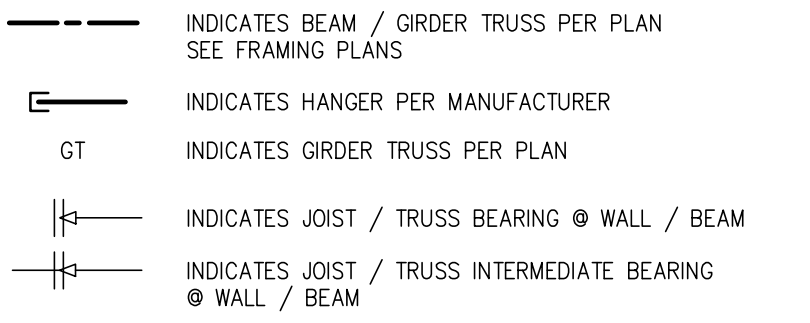 INDICATES BEAM / GIRDER TRUSS PER PLAN
SEE FRAMING PLANS
INDICATES HANGER PER MANUFACTURER
GT INDICATES GIRDER TRUSS PER PLAN
INDICATES JOIST / TRUSS BEARING @ WALL / BEAM
INDICATES JOIST / TRUSS INTERMEDIATE BEARING
@ WALL / BEAM